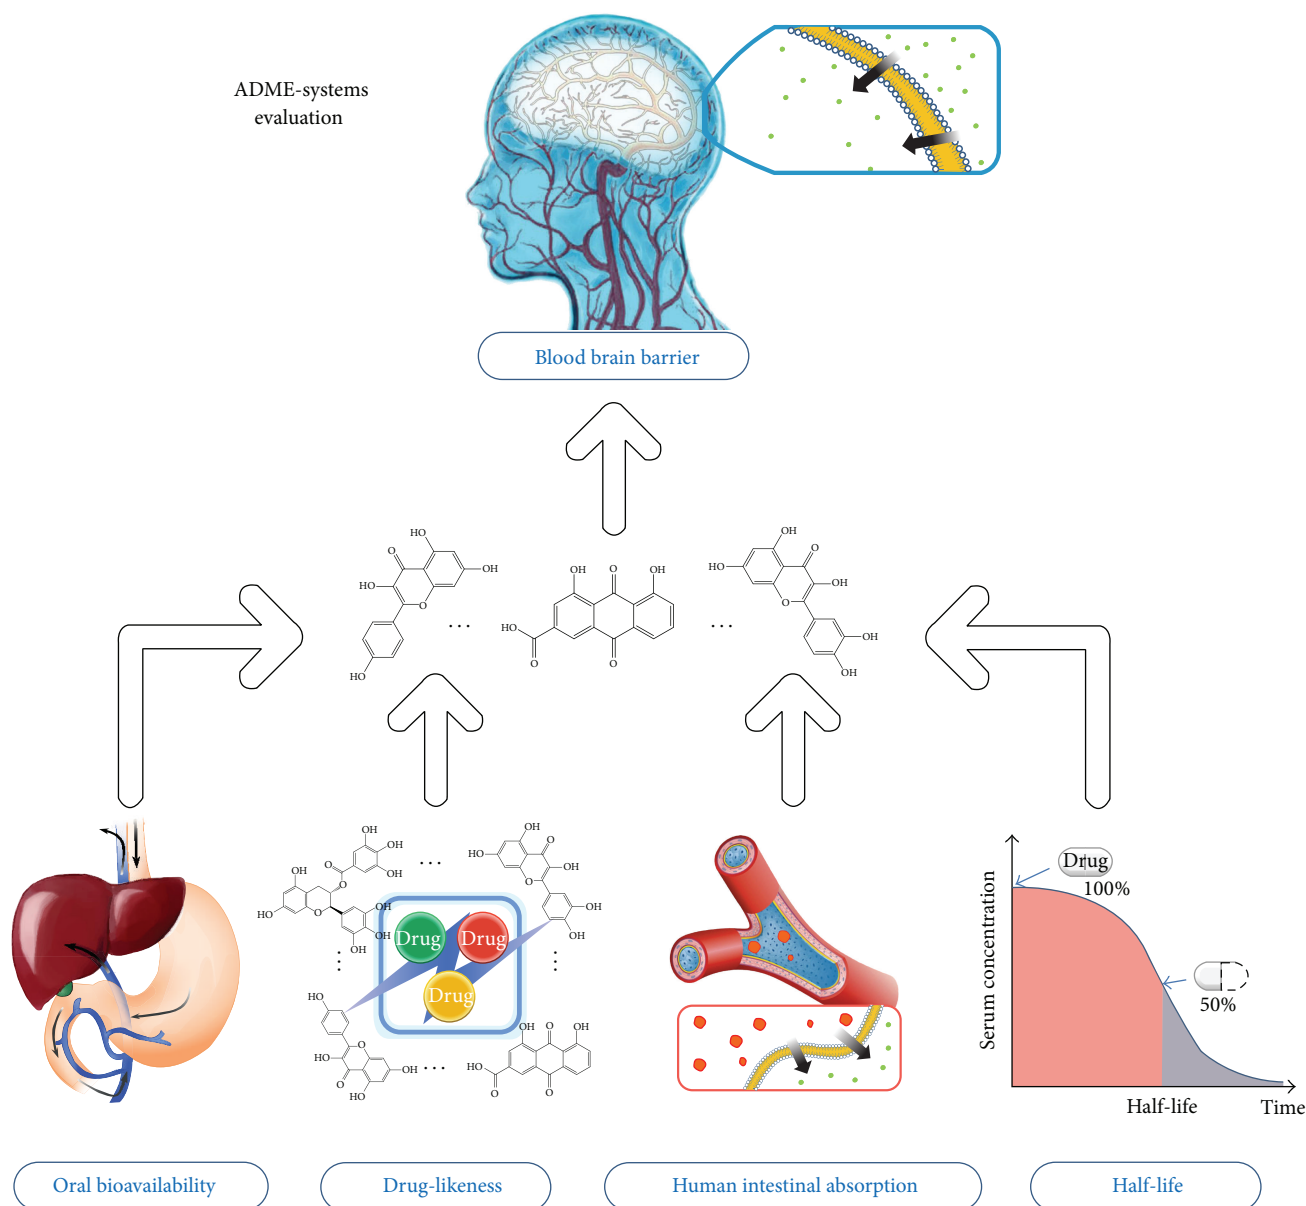 ADME-systems
evaluation
Blood brain barrier
HO
O
OH
HO
O
OH
HO
OH
O
OH
HO
O
O
OH
HO
O
OH
O
OH
OH
...
...
OH
OH
OH
O
OH
O
HO
O
OH
OH
OH
...
OH
HO
O
OH
O
OH
OH
Drug
Drug
Drug
HO
O
HO
O
OH
HO
...
OH
O
OH
HO
O
O
Serum concentration
Drug
100%
50%
Half-life
Time
Oral bioavailability
Drug-likeness
Human intestinal absorption
Half-life